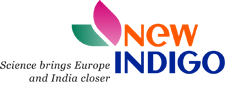 new
INDIGO
Science brings Europe
and India closer